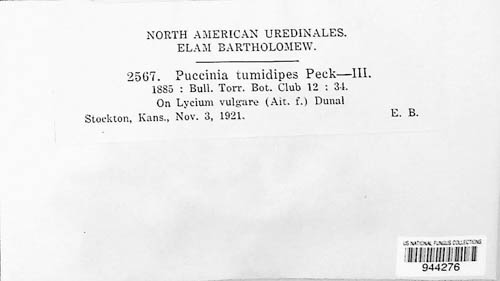 NORTH AMERICAN UREDINALES.
ELAM BARTHOLOMEW.
2567. Puccinia tumidipes Peck—III.
1885 : Bull. Torr. Bot. Club 12 : 34.
On Lycium vulgare (Ait. f.) Dunal
Stockton, Kans., Nov. 3, 1921. E. B.
US NATIONAL FUNGUS COLLECTIONS
944276